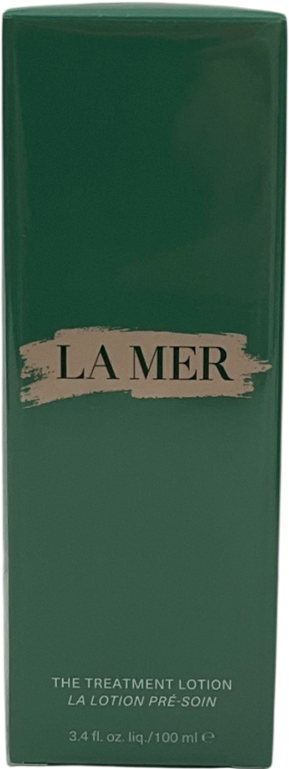 LA MER
THE TREATMENT LOTION
LA LOTION PRÉ-SOIN
3.4 fl. oz. liq./100 ml ℮